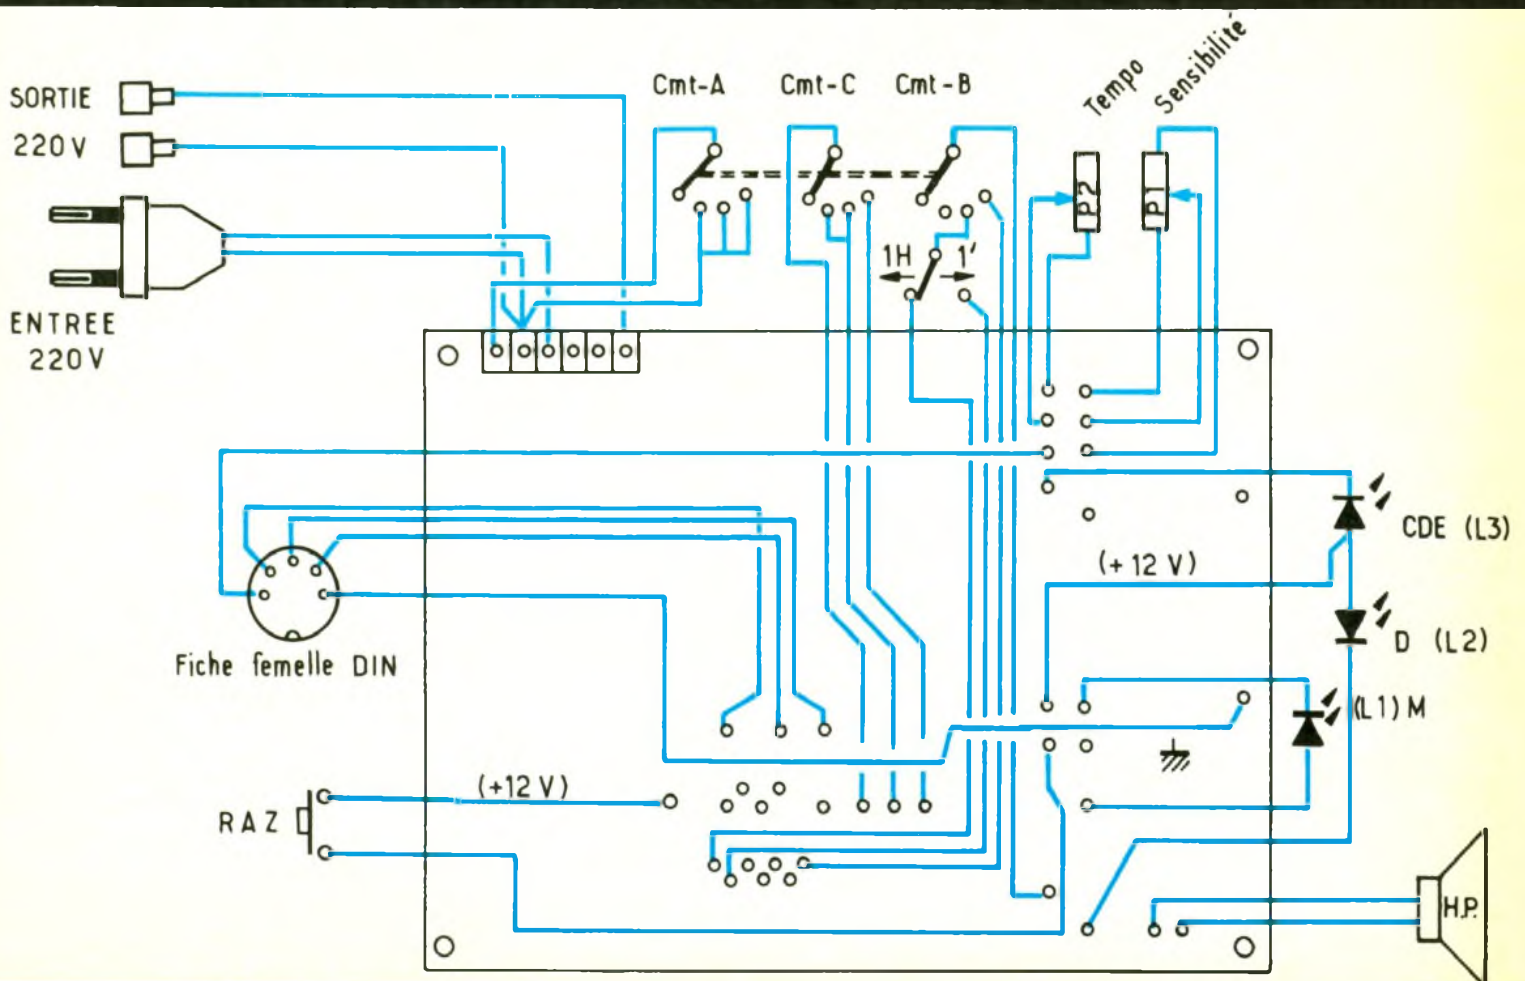 SORTIE
220 V
ENTREE
220 V
Cmt-A
Cmt-C
Cmt-B
Tempo
Sensibilité
P2
P1
1H
1'
(+12 V)
CDE (L3)
D (L2)
(L1) M
Fiche femelle DIN
RAZ
(+12 V)
H.P.